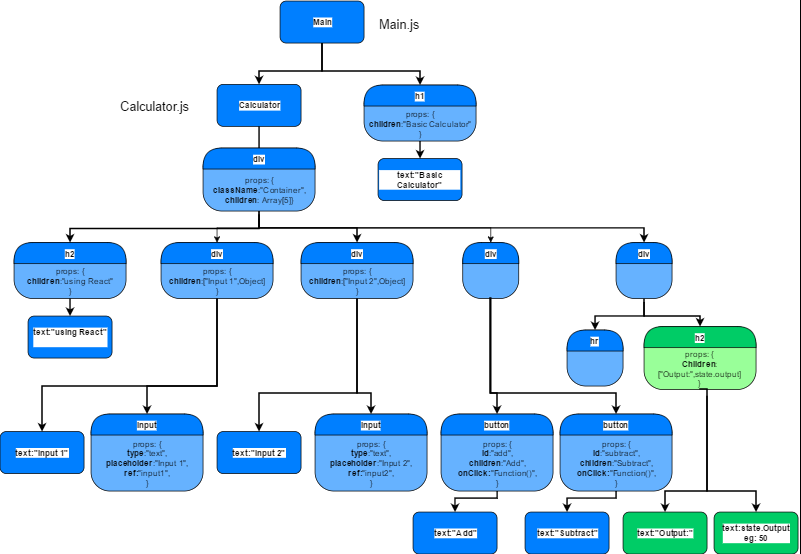 Main
Main.js
Calculator.js
Calculator
h1
props: {
children:"Basic Calculator"
}
text:"Basic
Calculator"
div
props: {
className:"Container",
children: Array[5]}
h2
props: {
children:"using React"
}
div
props: {
children:["Input 1",Object]
}
div
props: {
children:["Input 2",Object]
}
div
div
text:"using React"
hr
h2
props: {
Children:
["Output:",state.output]
}
text:"Input 1"
input
props: {
type:"text",
placeholder:"Input 1",
ref:"input1",
}
text:"Input 2"
input
props: {
type:"text",
placeholder:"Input 2",
ref:"input2",
}
button
props: {
id:"add",
children:"Add",
onClick:"Function()",
}
button
props: {
id:"subtract",
children:"Subtract",
onClick:"Function()",
}
text:"Add"
text:"Subtract"
text:"Output:"
text:state.Output
eg: 50